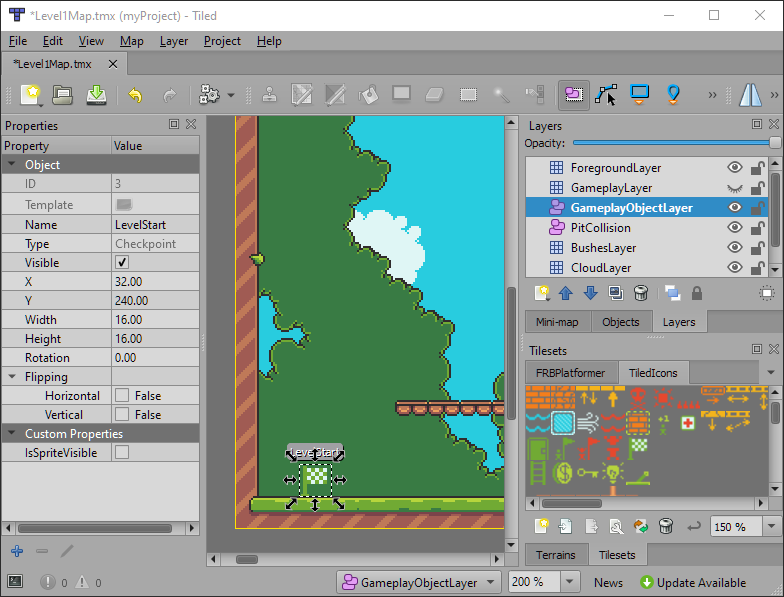 *Level1Map.tmx (myProject) - Tiled
File Edit View Map Layer Project Help
*Level1Map.tmx
Properties
Property Value
Object
ID 3
Template
Name LevelStart
Type Checkpoint
Visible
X 32.00
Y 240.00
Width 16.00
Height 16.00
Rotation 0.00
Flipping
Horizontal False
Vertical False
Custom Properties
IsSpriteVisible
0 0
LevelStart
Layers
Opacity:
ForegroundLayer
GameplayLayer
GameplayObjectLayer
PitCollision
BushesLayer
CloudLayer
Mini-map Objects Layers
Tilesets
FRBPlatformer TiledIcons
150 %
Terrains Tilesets
GameplayObjectLayer 200 % News Update Available